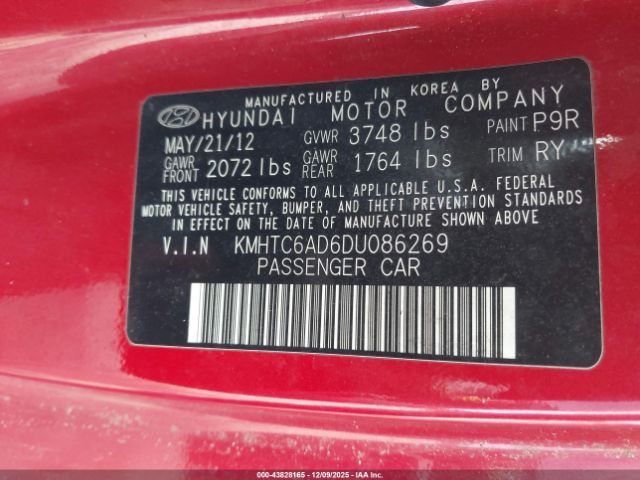 MANUFACTURED IN KOREA BY
HYUNDAI MOTOR COMPANY
MAY/21/12 GVWR 3748 lbs PAINT P9R
GAWR FRONT 2072 lbs GAWR REAR 1764 lbs TRIM RY
THIS VEHICLE CONFORMS TO ALL APPLICABLE U.S.A. FEDERAL
MOTOR VEHICLE SAFETY, BUMPER, AND THEFT PREVENTION STANDARDS
IN EFFECT ON THE DATE OF MANUFACTURE SHOWN ABOVE
V.I.N KMHTC6AD6DU086269
PASSENGER CAR
000-43828165 - 12/09/2025 - IAAI.COM